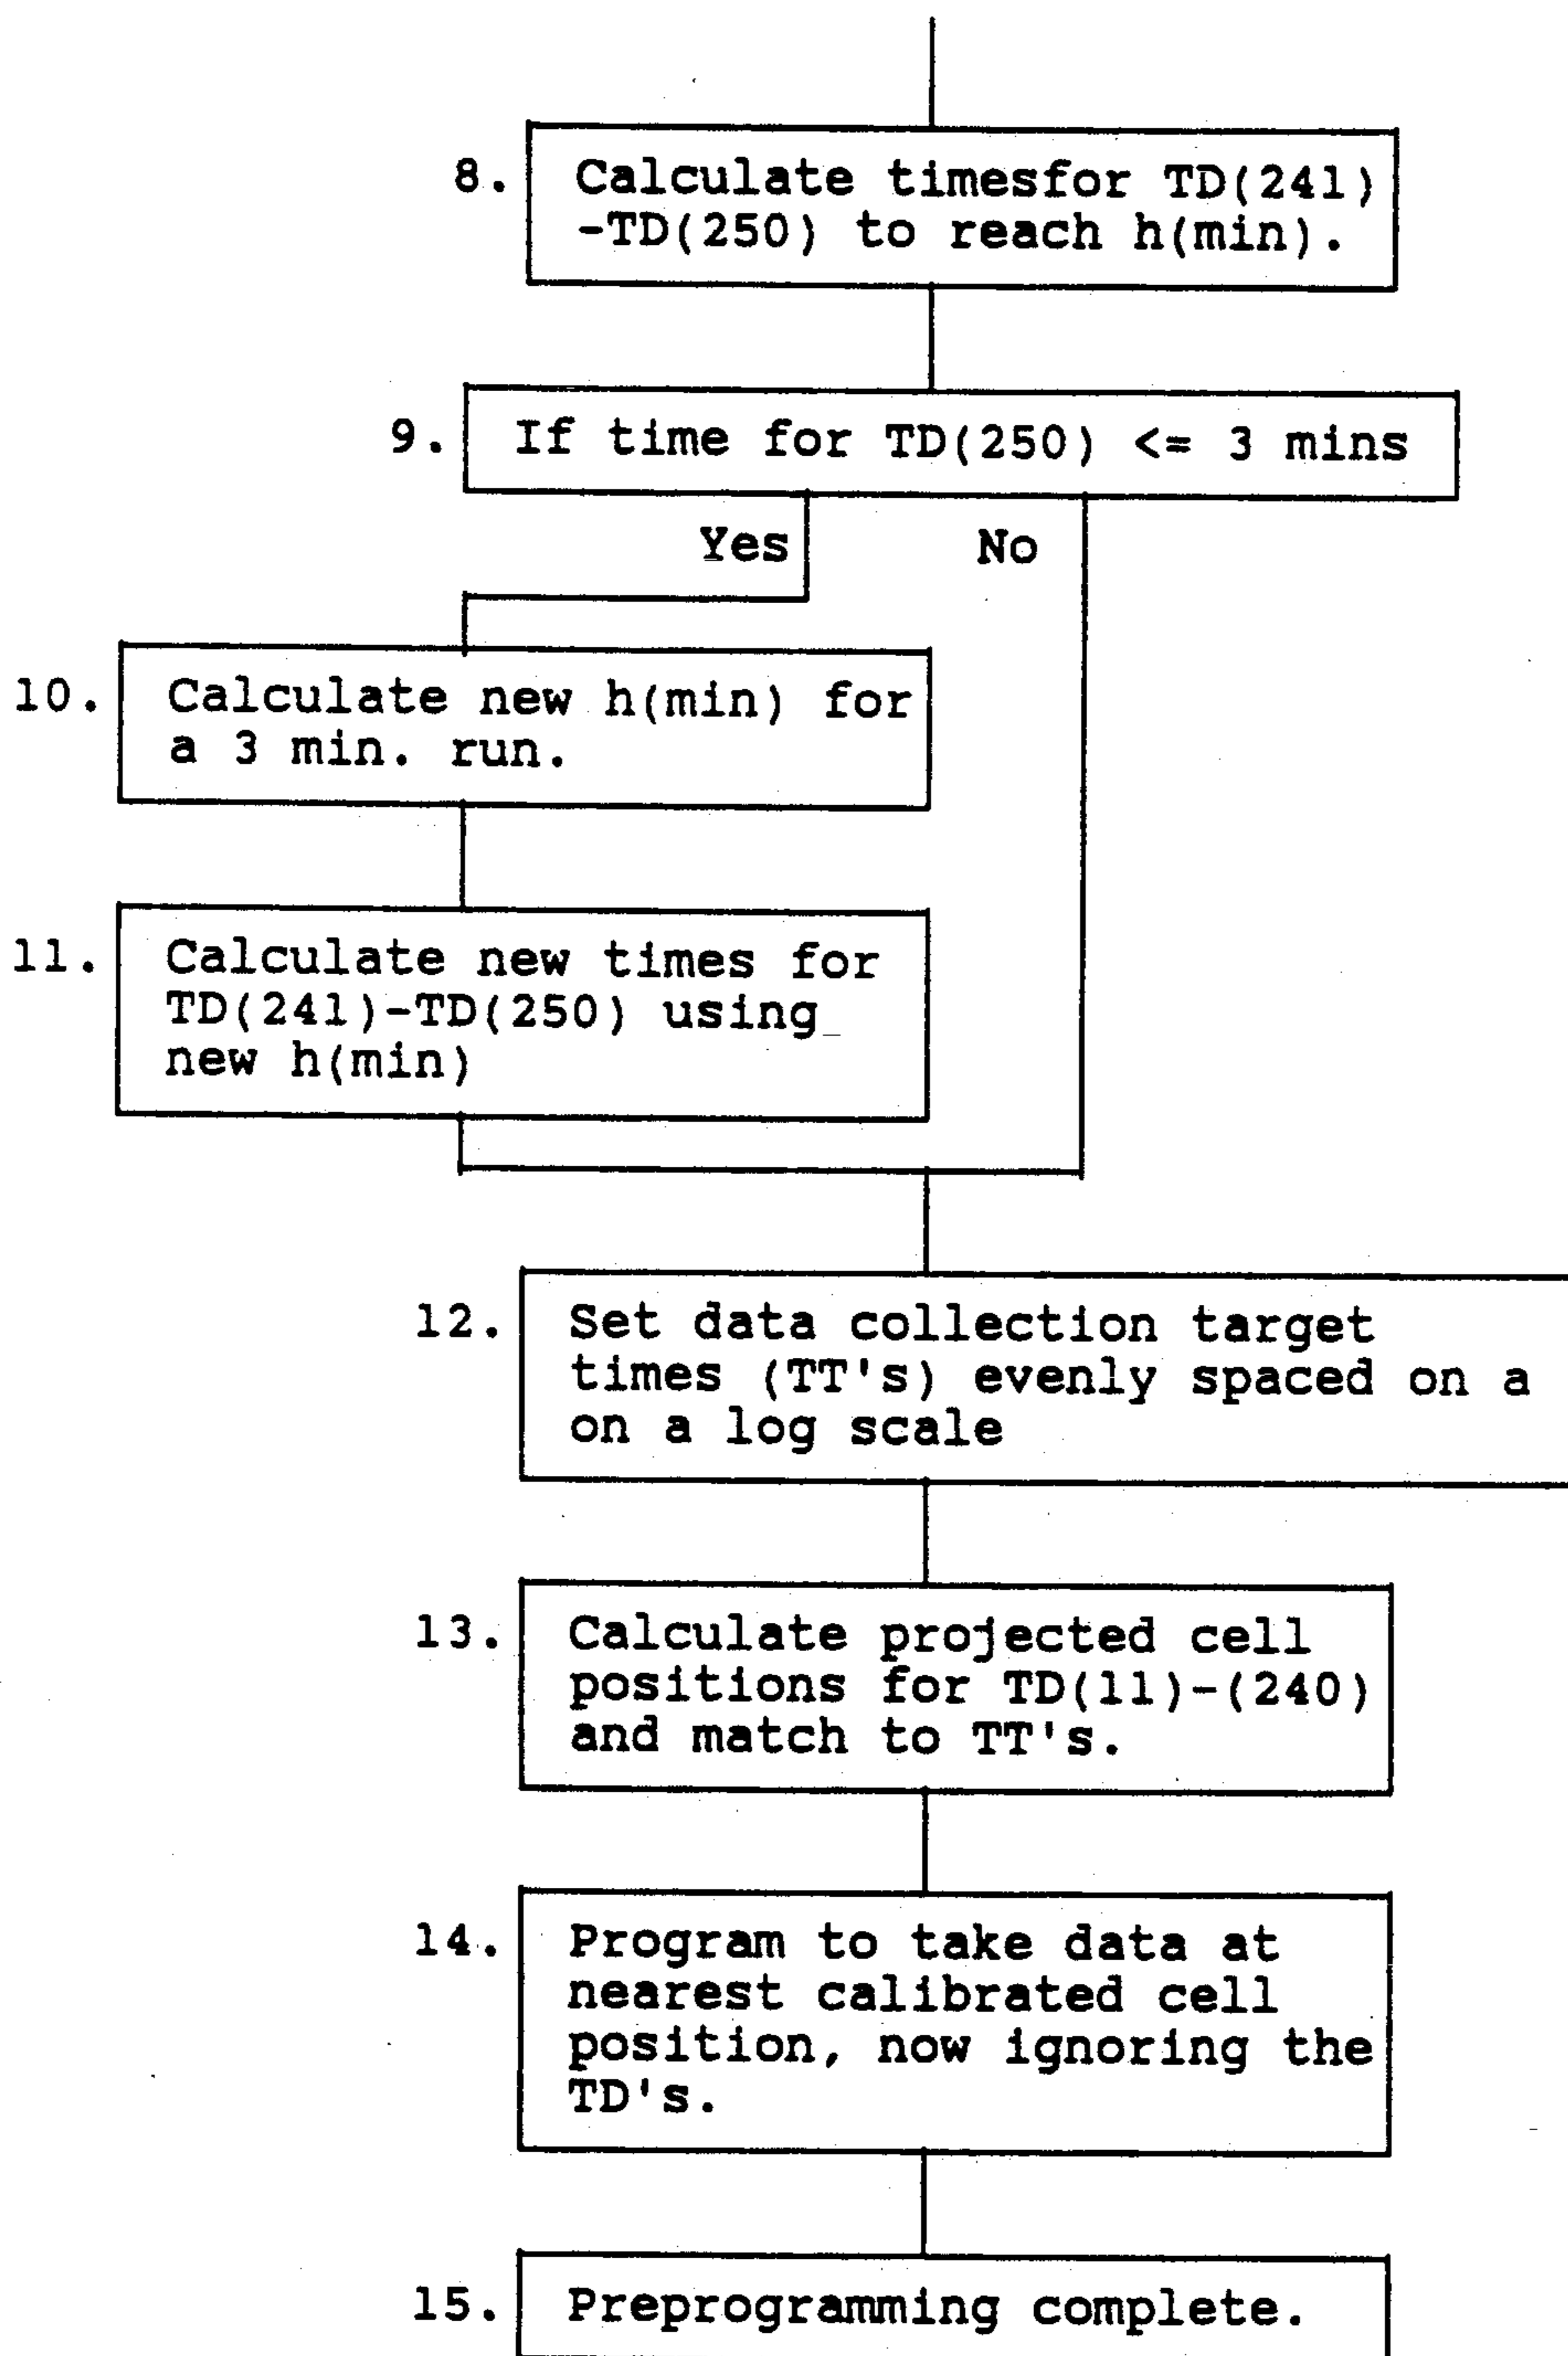 8. Calculate timesfor TD(241)
-TD(250) to reach h(min).
9. If time for TD(250) <= 3 mins
Yes No
10. Calculate new h(min) for
a 3 min. run.
11. Calculate new times for
TD(241)-TD(250) using
new h(min)
12. Set data collection target
times (TT's) evenly spaced on a
on a log scale
13. Calculate projected cell
positions for TD(11)-(240)
and match to TT's.
14. Program to take data at
nearest calibrated cell
position, now ignoring the
TD's.
15. Preprogramming complete.